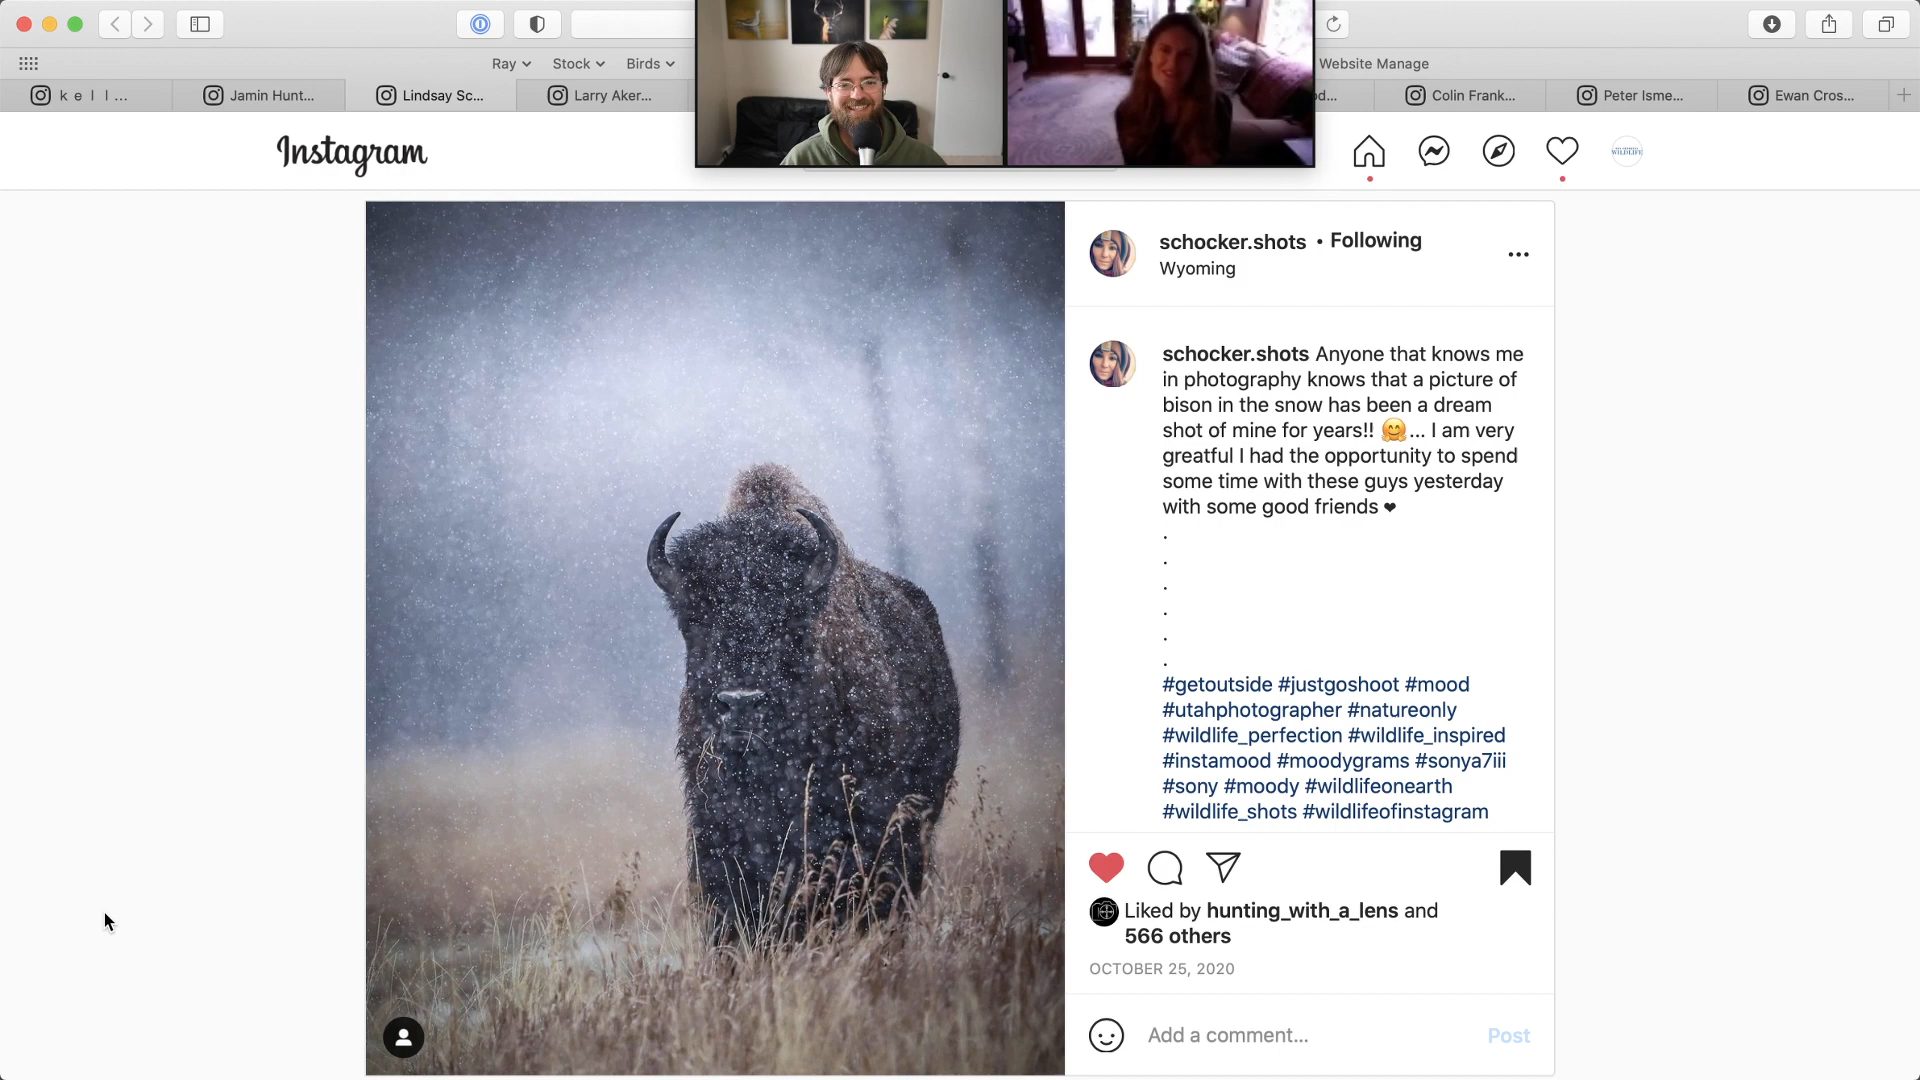 Ray
Stock
Birds
Website Manage
k e l l ...
Jamin Hunt...
Lindsay Sc...
Larry Aker...
Colin Frank...
Peter Isme...
Ewan Cros...
Instagram
WILDLIFE
schocker.shots • Following
Wyoming
schocker.shots Anyone that knows me
in photography knows that a picture of
bison in the snow has been a dream
shot of mine for years!! 🤗... I am very
greatful I had the opportunity to spend
some time with these guys yesterday
with some good friends ❤
.
.
.
.
.
.
#getoutside #justgoshoot #mood
#utahphotographer #natureonly
#wildlife_perfection #wildlife_inspired
#instamood #moodygrams #sonya7iii
#sony #moody #wildlifeonearth
#wildlife_shots #wildlifeofinstagram
Liked by hunting_with_a_lens and
566 others
OCTOBER 25, 2020
Add a comment...
Post